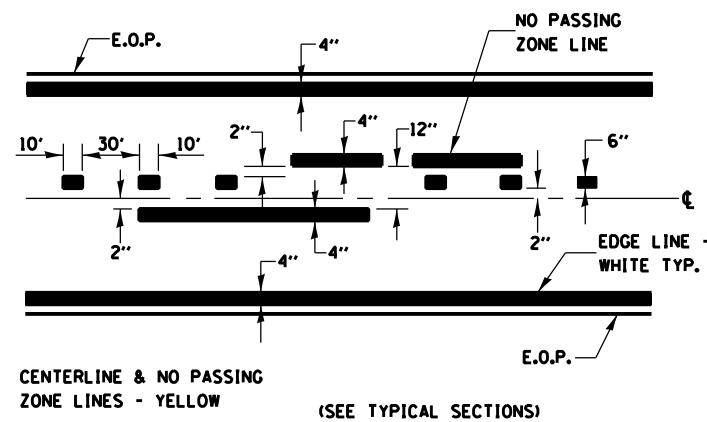 NO PASSING
ZONE LINE
E.O.P.
4"
2"
4"
12"
10'
30'
10'
6"
℄
2"
4"
2"
EDGE LINE -
WHITE TYP.
4"
E.O.P.
CENTERLINE & NO PASSING
ZONE LINES - YELLOW
(SEE TYPICAL SECTIONS)